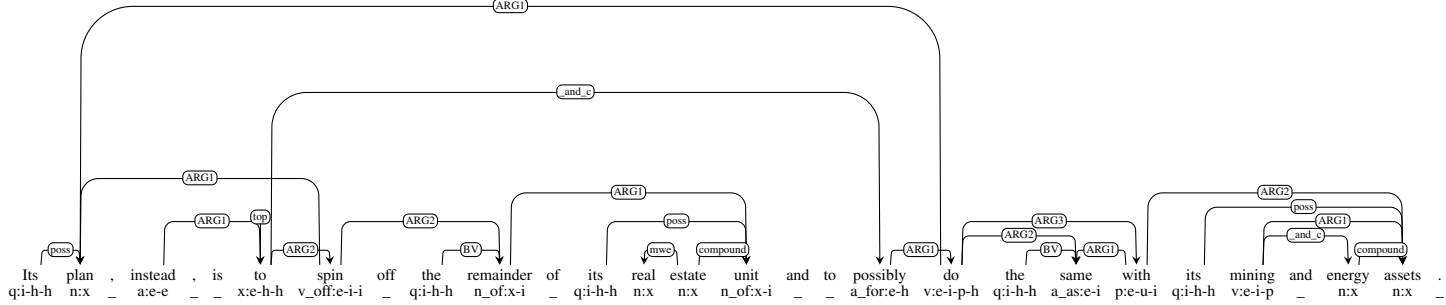 ARG1
_and_c
ARG1
ARG1 ARG2
top poss
ARG1 ARG2 ARG3 ARG1
ARG2 _and_c
poss ARG2 BV mwe compound ARG1 BV ARG1 compound
Its plan , instead , is to spin off the remainder of its real estate unit and to possibly do the same with its mining and energy assets .
q:i-h-h n:x _ a:e-e _ _ x:e-h-h v_off:e-i-i _ q:i-h-h n_of:x-i _ q:i-h-h n:x n:x n_of:x-i _ _ a_for:e-h v:e-i-p-h q:i-h-h a_as:e-i p:e-u-i q:i-h-h v:e-i-p _ n:x n:x _